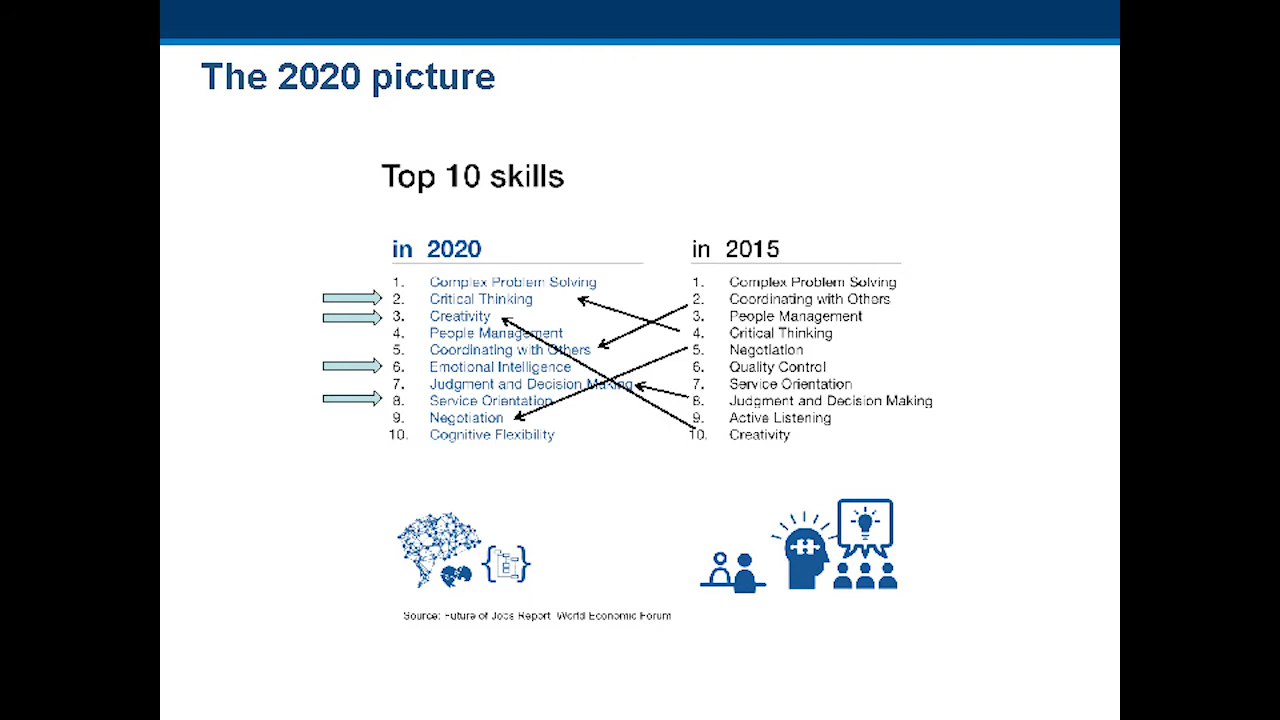 The 2020 picture
Top 10 skills
in 2020
1. Complex Problem Solving
2. Critical Thinking
3. Creativity
4. People Management
5. Coordinating with Others
6. Emotional Intelligence
7. Judgment and Decision Making
8. Service Orientation
9. Negotiation
10. Cognitive Flexibility
in 2015
1. Complex Problem Solving
2. Coordinating with Others
3. People Management
4. Critical Thinking
5. Negotiation
6. Quality Control
7. Service Orientation
8. Judgment and Decision Making
9. Active Listening
10. Creativity
Source: Future of Jobs Report World Economic Forum